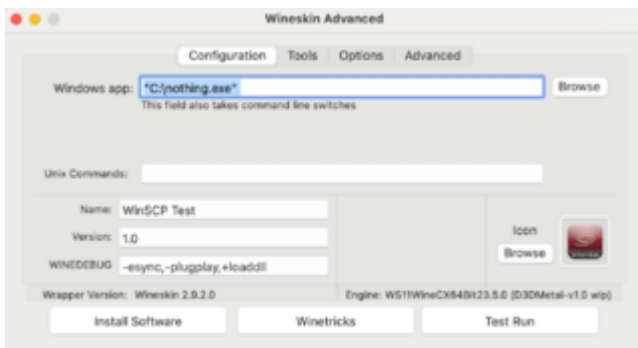 Wineskin Advanced
Configuration Tools Options Advanced
Windows app: "C:\nothing.exe" Browse
This field also takes command line switches
Unix Commands:
Name: WinSCP Test
Version: 1.0
Icon
Browse
WINEDEBUG -esync,-plugplay,+loaddll
Wrapper Version: Wineskin 2.9.2.0 Engine: WS11WineCX64Bit23.5.0 (D3DMetal-v1.0 wip)
Install Software Winetricks Test Run